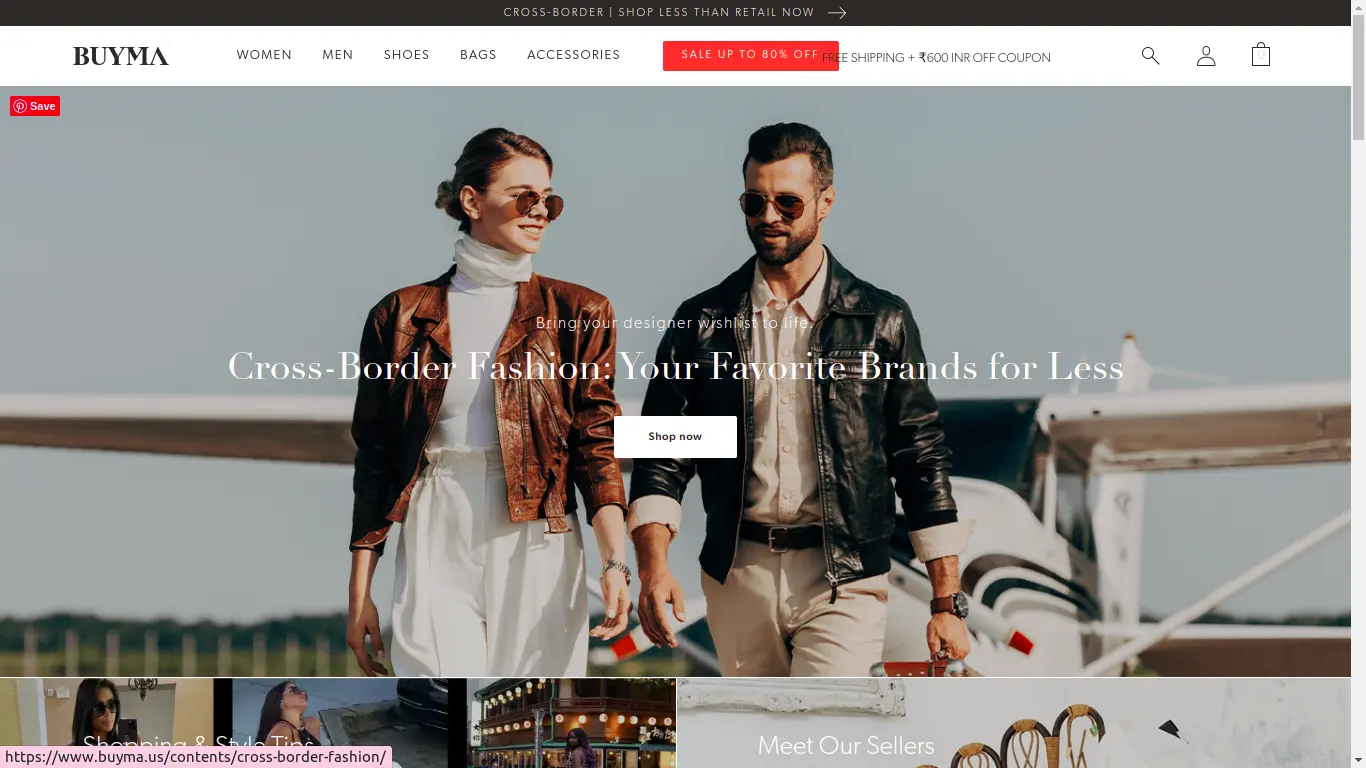 CROSS-BORDER | SHOP LESS THAN RETAIL NOW
BUYMA
WOMEN
MEN
SHOES
BAGS
ACCESSORIES
SALE UP TO 80% OFF
FREE SHIPPING + ₹600 INR OFF COUPON
0
Save
Bring your designer wishlist to life.
Cross-Border Fashion: Your Favorite Brands for Less
Shop now
Shopping & Style Tips
Meet Our Sellers
https://www.buyma.us/contents/cross-border-fashion/